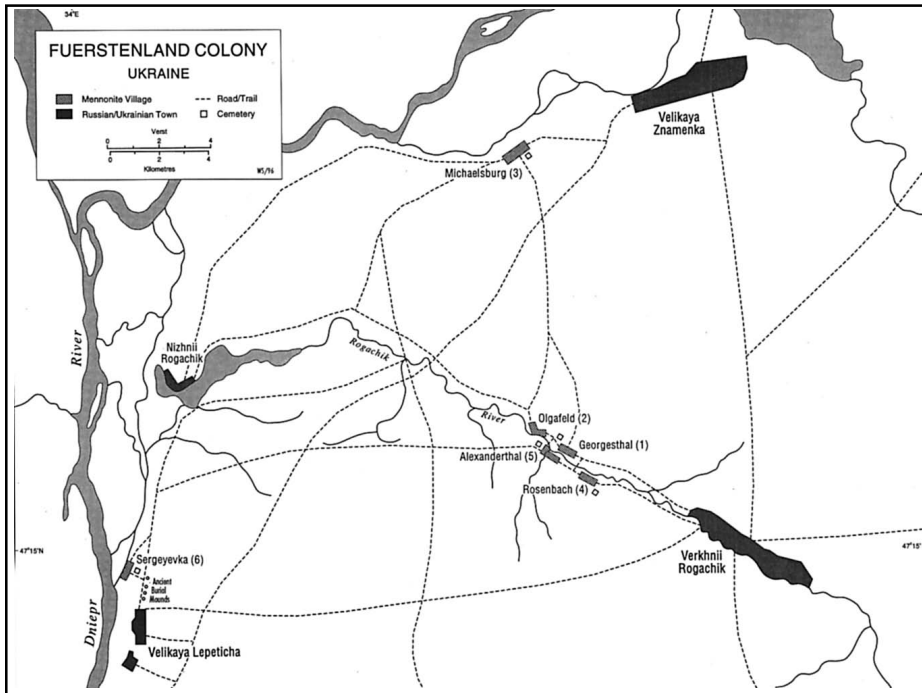 34°E
FUERSTENLAND COLONY
UKRAINE
Mennonite Village
Road/Trail
Russian/Ukrainian Town
Cemetery
Verst
0 2 4
0 2 4
Kilometres
WS/96
Velikaya
Znamenka
Michaelsburg (3)
River
Nizhnii
Rogachik
Rogachik
River
Olgafeld (2)
Georgesthal (1)
Alexanderthal (5)
Rosenbach (4)
47°15'N
47°15'
Verkhnii
Rogachik
Sergeyevka (6)
Ancient
Burial
Mounds
Dniepr
Velikaya Lepeticha